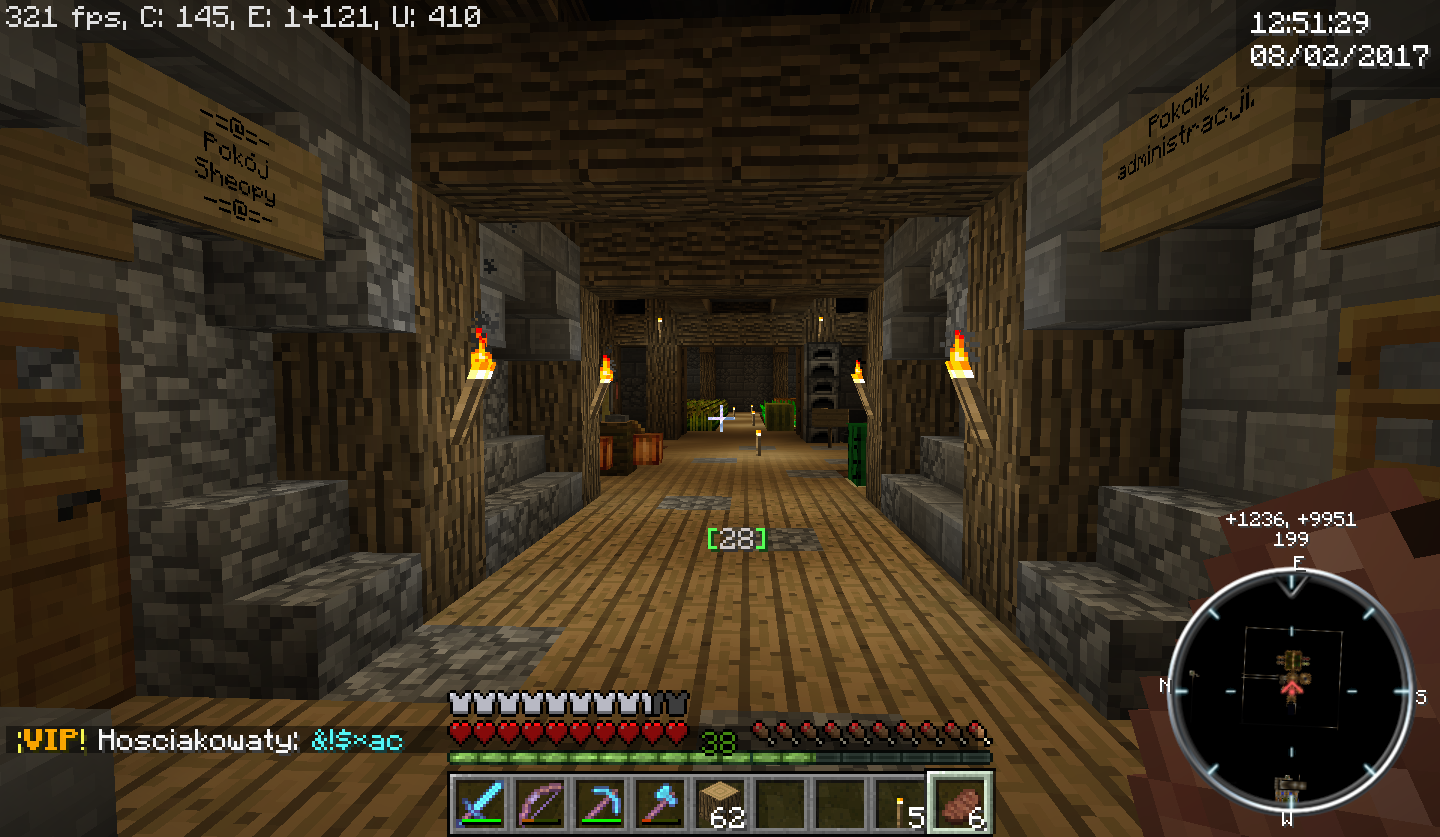 321 fps, C: 145, E: 1+121, U: 410
12:51:29
08/02/2017
-=@=-
Pokój
Sheopy
-=@=-
Pokoik
administracji.
[28]
+1236, +9951
199
E
N
S
W
¡VIP! Hosciakowaty: &!$×ac
38
62
5
6